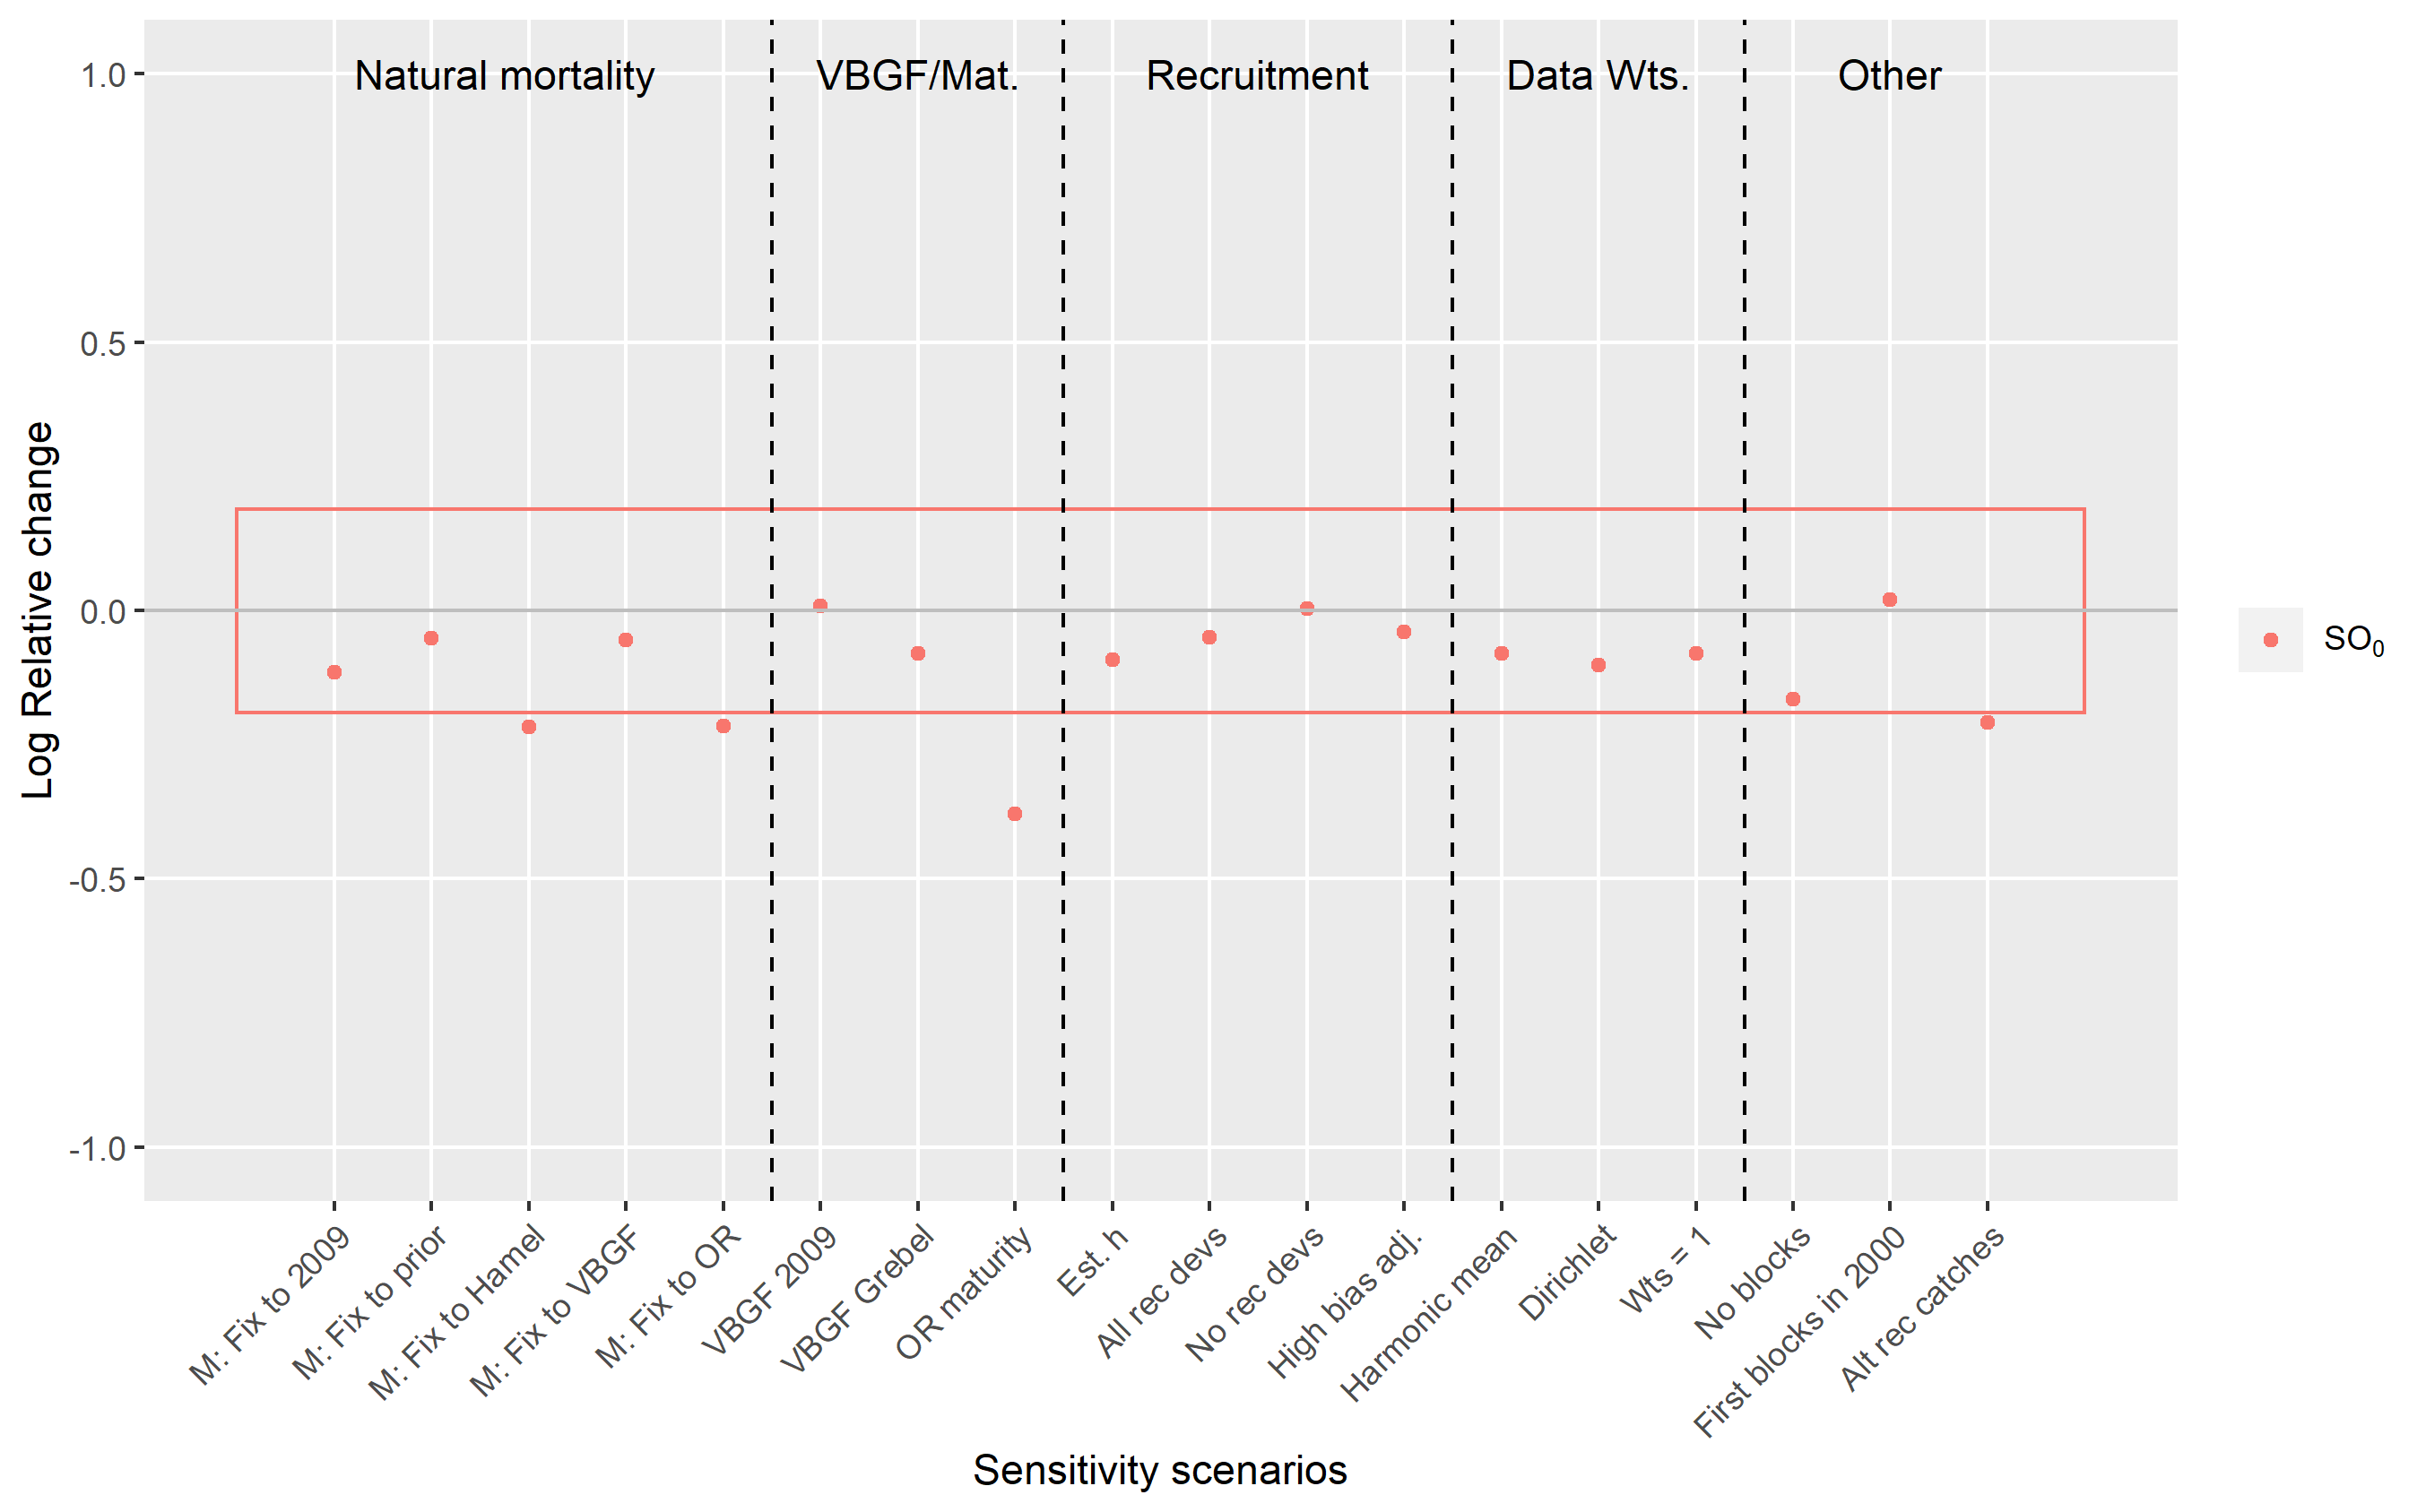 Natural mortality
VBGF/Mat.
Recruitment
Data Wts.
Other
1.0
0.5
0.0
-0.5
-1.0
Log Relative change
M: Fix to 2009
M: Fix to prior
M: Fix to Hamel
M: Fix to VBGF
M: Fix to OR
VBGF 2009
VBGF Grebel
OR maturity
Est. h
All rec devs
No rec devs
High bias adj.
Harmonic mean
Dirichlet
Wts = 1
No blocks
First blocks in 2000
Alt rec catches
Sensitivity scenarios
SO₀